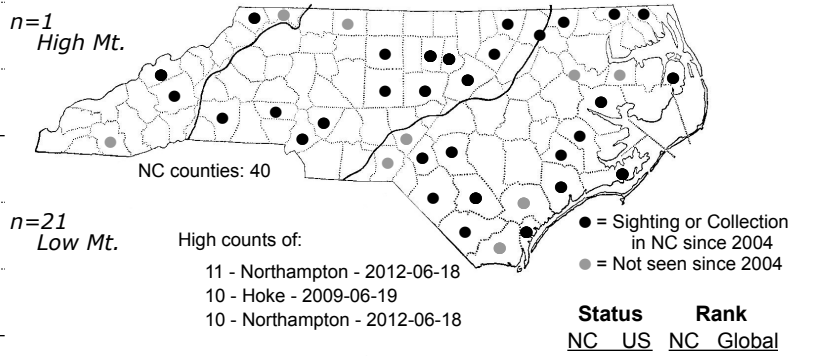 n=1
High Mt.
NC counties: 40
n=21
Low Mt.
High counts of:
11 - Northampton - 2012-06-18
10 - Hoke - 2009-06-19
10 - Northampton - 2012-06-18
= Sighting or Collection
in NC since 2004
= Not seen since 2004
Status Rank
NC US NC Global